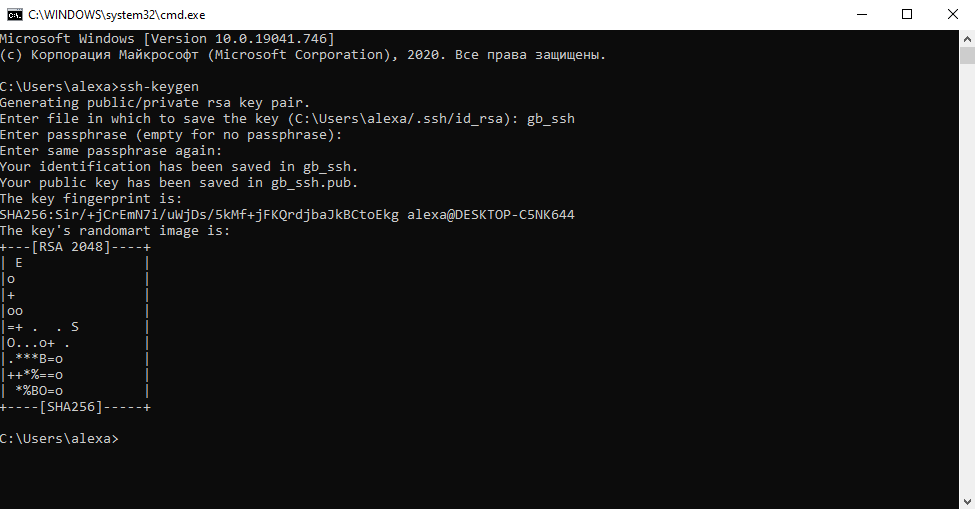 C:\WINDOWS\system32\cmd.exe
Microsoft Windows [Version 10.0.19041.746]
(c) Корпорация Майкрософт (Microsoft Corporation), 2020. Все права защищены.
C:\Users\alexa>ssh-keygen
Generating public/private rsa key pair.
Enter file in which to save the key (C:\Users\alexa/.ssh/id_rsa): gb_ssh
Enter passphrase (empty for no passphrase):
Enter same passphrase again:
Your identification has been saved in gb_ssh.
Your public key has been saved in gb_ssh.pub.
The key fingerprint is:
SHA256:Sir/+jCrEmN7i/uWjDs/5kMf+jFKQrdjbaJkBCtoEkg alexa@DESKTOP-C5NK644
The key's randomart image is:
+---[RSA 2048]----+
| E               |
|o                |
|+                |
|oo               |
|=+ .  . S        |
|O...o+ .         |
|.***B=o          |
|++*%==o          |
| *%BO=o          |
+----[SHA256]-----+
C:\Users\alexa>